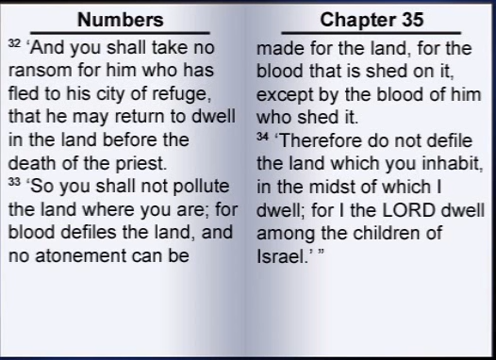 Numbers
³² ‘And you shall take no
ransom for him who has
fled to his city of refuge,
that he may return to dwell
in the land before the
death of the priest.
³³ ‘So you shall not pollute
the land where you are; for
blood defiles the land, and
no atonement can be
Chapter 35
made for the land, for the
blood that is shed on it,
except by the blood of him
who shed it.
³⁴ ‘Therefore do not defile
the land which you inhabit,
in the midst of which I
dwell; for I the LORD dwell
among the children of
Israel.’ ”